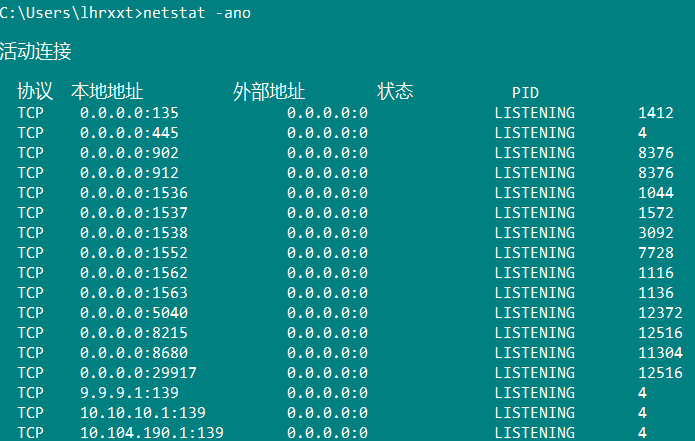 C:\Users\lhrxxt>netstat -ano
活动连接
协议 本地地址 外部地址 状态 PID
TCP 0.0.0.0:135 0.0.0.0:0 LISTENING 1412
TCP 0.0.0.0:445 0.0.0.0:0 LISTENING 4
TCP 0.0.0.0:902 0.0.0.0:0 LISTENING 8376
TCP 0.0.0.0:912 0.0.0.0:0 LISTENING 8376
TCP 0.0.0.0:1536 0.0.0.0:0 LISTENING 1044
TCP 0.0.0.0:1537 0.0.0.0:0 LISTENING 1572
TCP 0.0.0.0:1538 0.0.0.0:0 LISTENING 3092
TCP 0.0.0.0:1552 0.0.0.0:0 LISTENING 7728
TCP 0.0.0.0:1562 0.0.0.0:0 LISTENING 1116
TCP 0.0.0.0:1563 0.0.0.0:0 LISTENING 1136
TCP 0.0.0.0:5040 0.0.0.0:0 LISTENING 12372
TCP 0.0.0.0:8215 0.0.0.0:0 LISTENING 12516
TCP 0.0.0.0:8680 0.0.0.0:0 LISTENING 11304
TCP 0.0.0.0:29917 0.0.0.0:0 LISTENING 12516
TCP 9.9.9.1:139 0.0.0.0:0 LISTENING 4
TCP 10.10.10.1:139 0.0.0.0:0 LISTENING 4
TCP 10.104.190.1:139 0.0.0.0:0 LISTENING 4